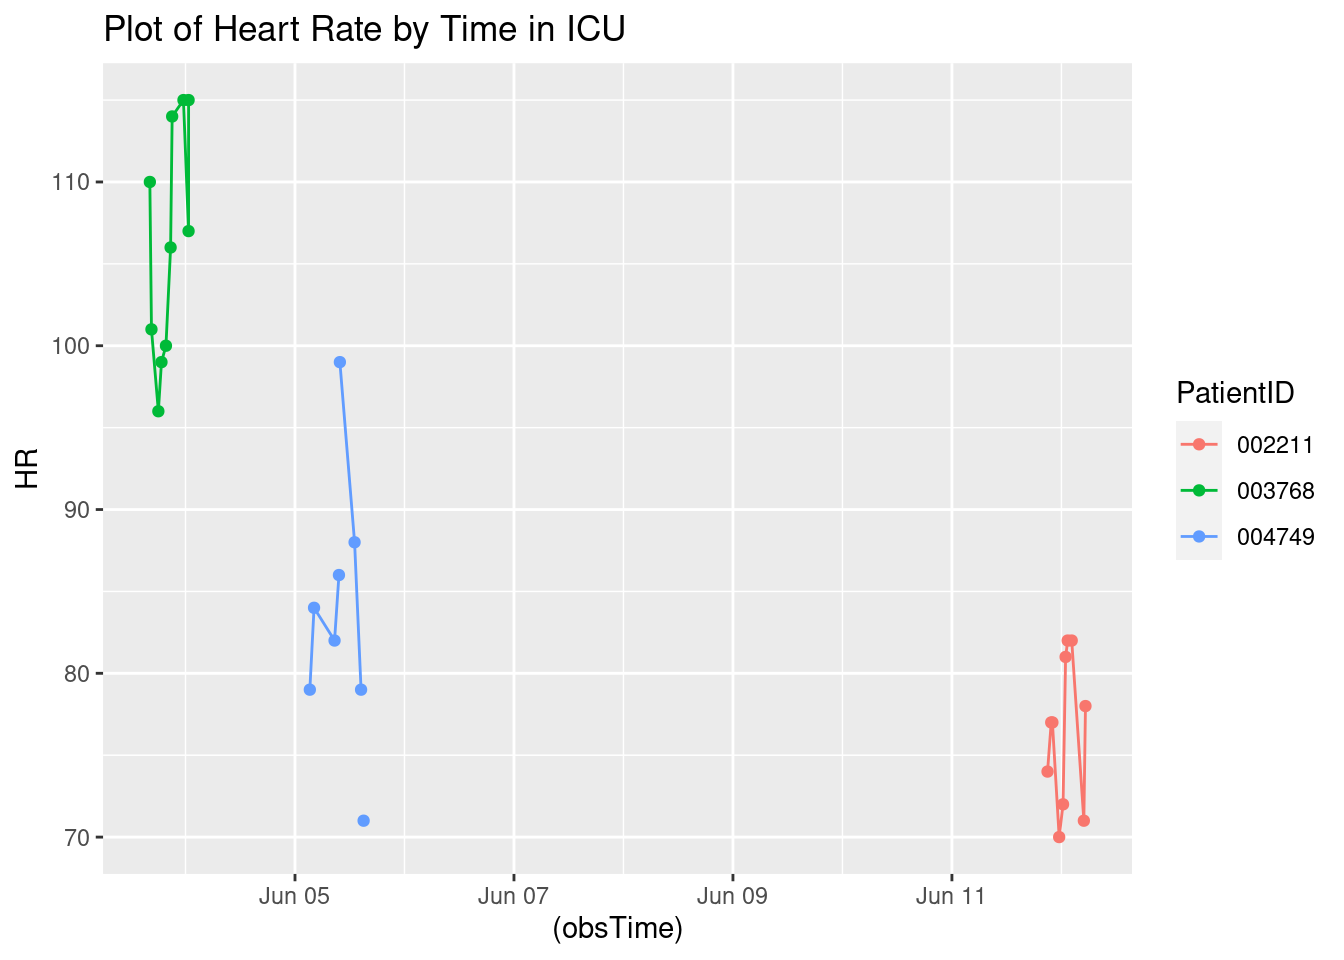 Plot of Heart Rate by Time in ICU
110
100
90
80
70
HR
Jun 05 Jun 07 Jun 09 Jun 11
(obsTime)
PatientID
002211
003768
004749